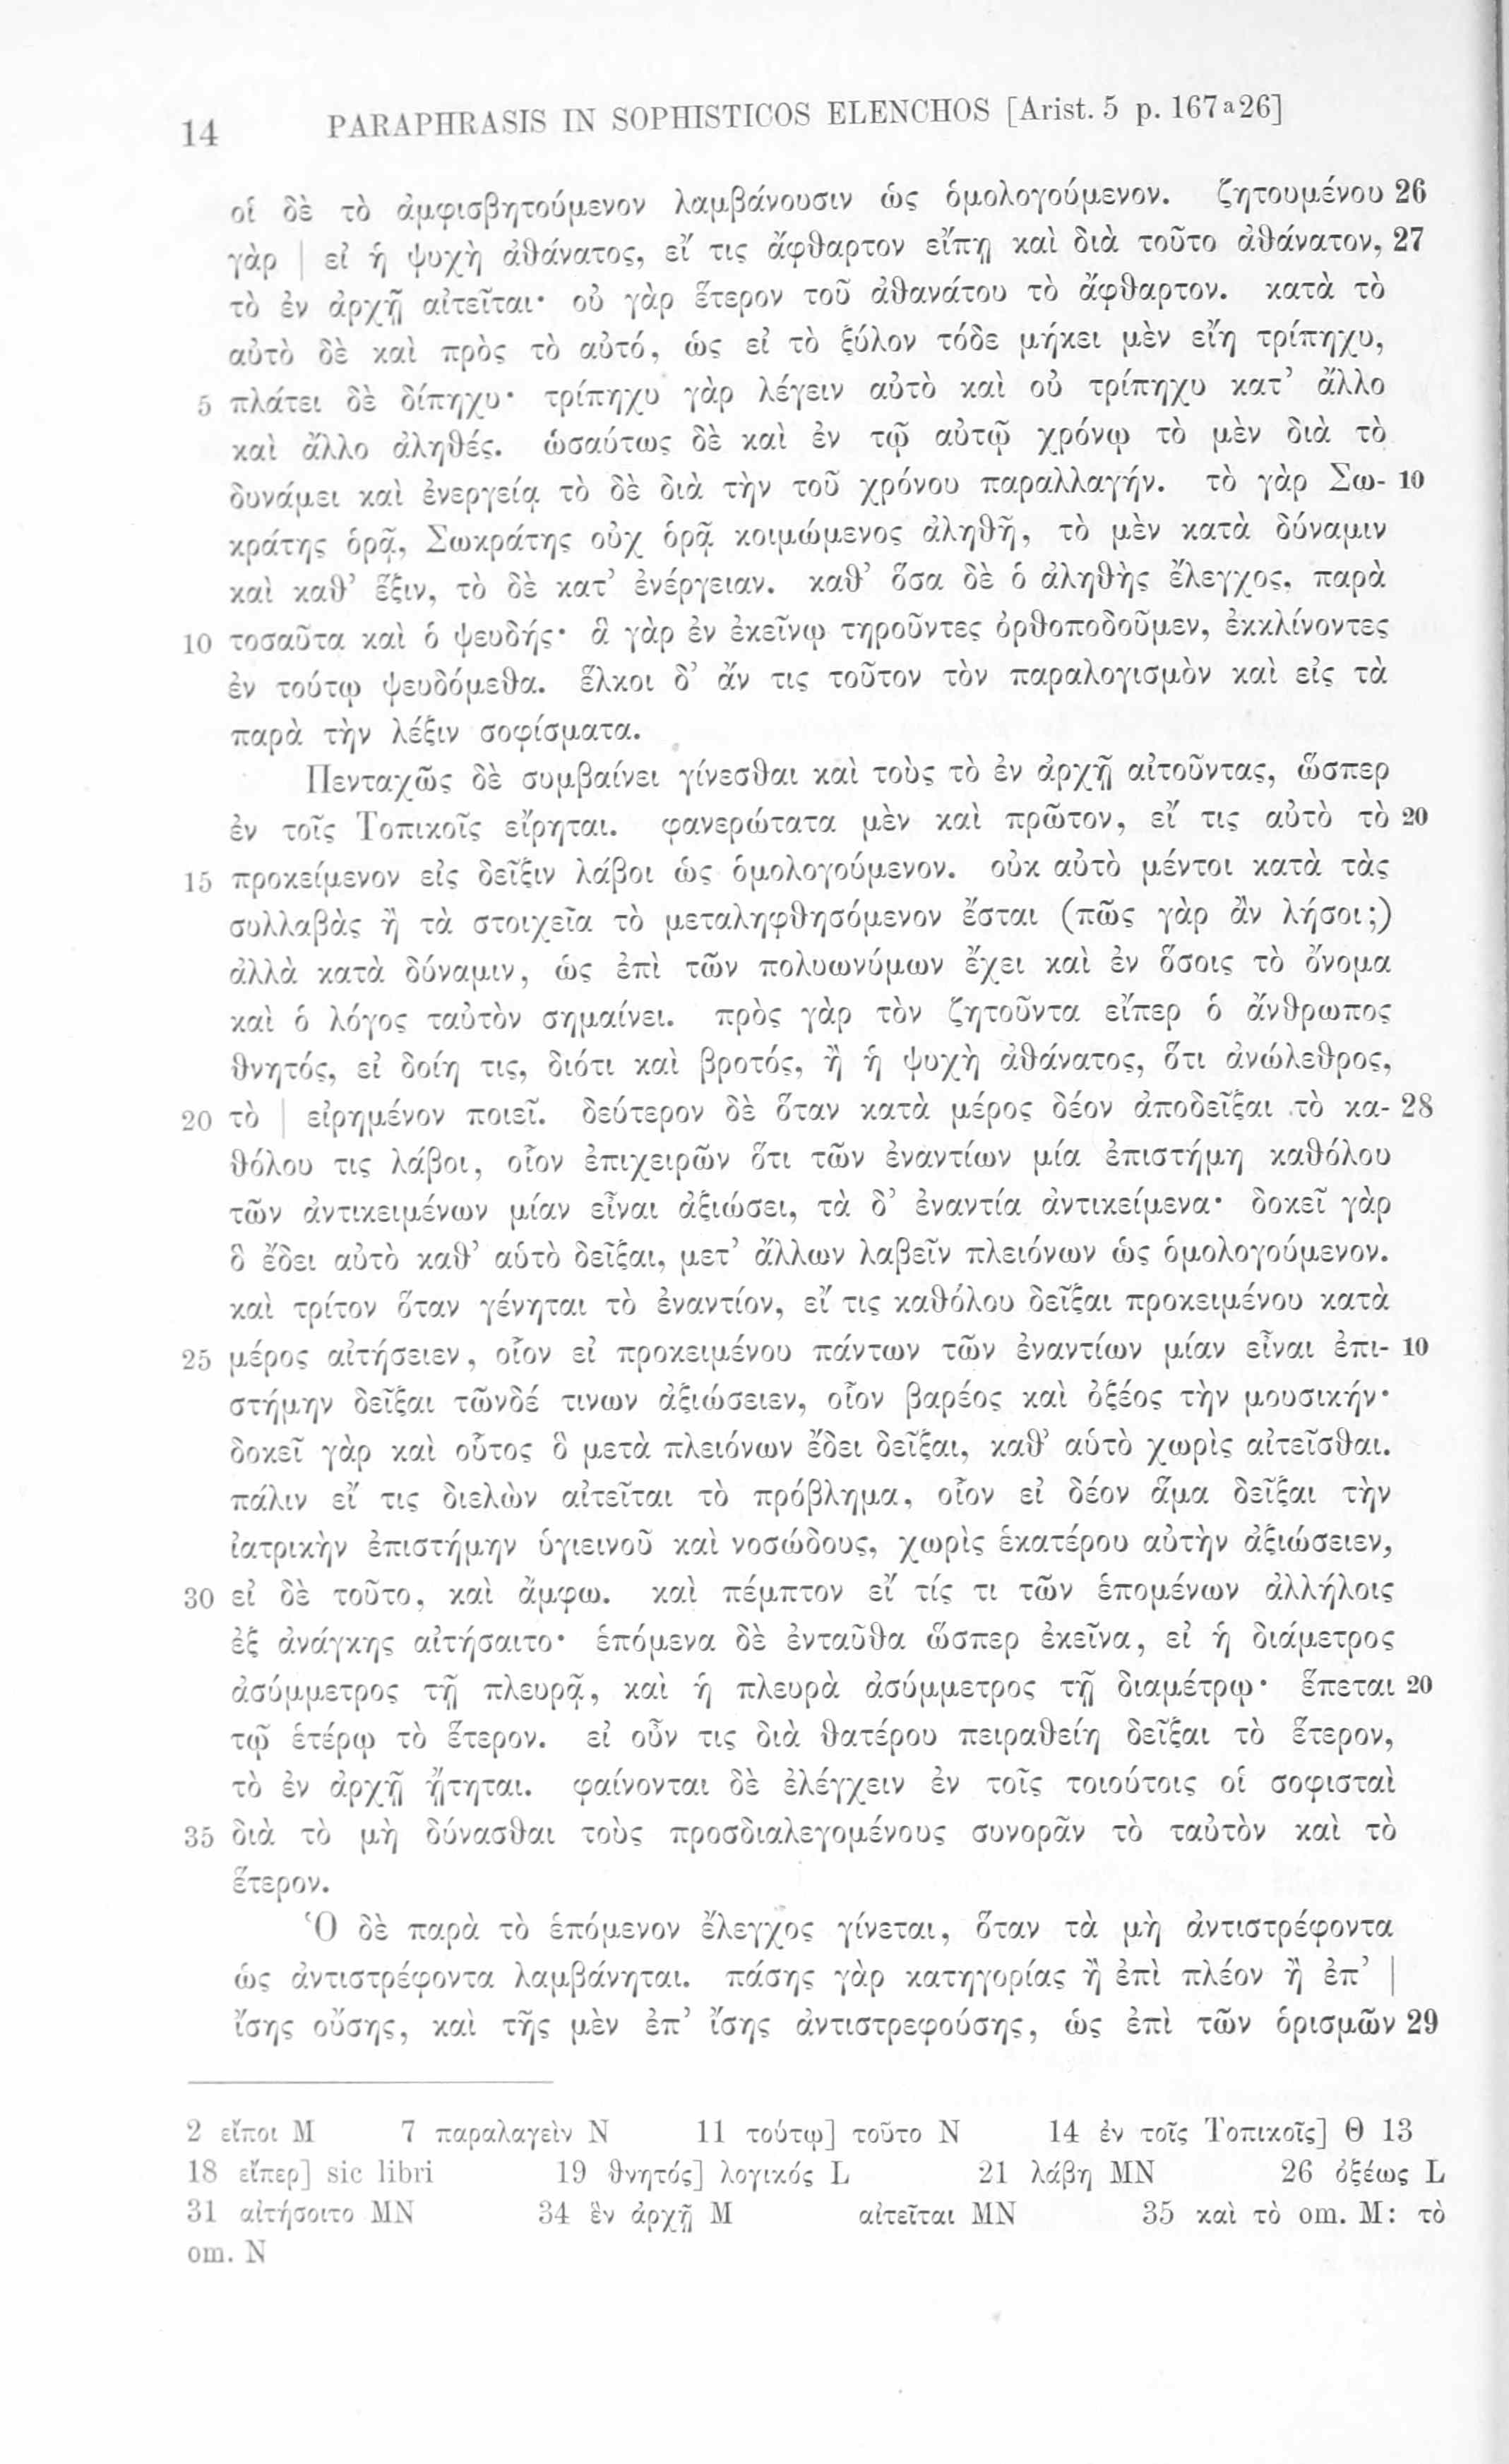 14 PARAPHRASIS IN SOPHISTICOS ELENCHOS [Arist. 5 p. 167ᵃ26]
οἱ δὲ τὸ ἀμφισβητούμενον λαμβάνουσιν ὡς ὁμολογούμενον. ζητουμένου 26
γὰρ | εἰ ἡ ψυχὴ ἀθάνατος, εἴ τις ἄφθαρτον εἴπῃ καὶ διὰ τοῦτο ἀθάνατον, 27
τὸ ἐν ἀρχῇ αἰτεῖται· οὐ γὰρ ἕτερον τοῦ ἀθανάτου τὸ ἄφθαρτον. κατὰ τὸ
αὐτὸ δὲ καὶ πρὸς τὸ αὐτό, ὡς εἰ τὸ ξύλον τόδε μήκει μὲν εἴη τρίπηχυ,
5 πλάτει δὲ δίπηχυ· τρίπηχυ γὰρ λέγειν αὐτὸ καὶ οὐ τρίπηχυ κατ’ ἄλλο
καὶ ἄλλο ἀληθές. ὡσαύτως δὲ καὶ ἐν τῷ αὐτῷ χρόνῳ τὸ μὲν διὰ τὸ
δυνάμει καὶ ἐνεργείᾳ τὸ δὲ διὰ τὴν τοῦ χρόνου παραλλαγήν. τὸ γὰρ Σω- 10
κράτης ὁρᾷ, Σωκράτης οὐχ ὁρᾷ κοιμώμενος ἀληθῆ, τὸ μὲν κατὰ δύναμιν
καὶ καθ’ ἕξιν, τὸ δὲ κατ’ ἐνέργειαν. καθ’ ὅσα δὲ ὁ ἀληθὴς ἔλεγχος, παρὰ
10 τοσαῦτα καὶ ὁ ψευδής· ἃ γὰρ ἐν ἐκείνῳ τηροῦντες ὀρθοποδοῦμεν, ἐκκλίνοντες
ἐν τούτῳ ψευδόμεθα. ἕλκοι δ’ ἄν τις τοῦτον τὸν παραλογισμὸν καὶ εἰς τὰ
παρὰ τὴν λέξιν σοφίσματα.
Πενταχῶς δὲ συμβαίνει γίνεσθαι καὶ τοὺς τὸ ἐν ἀρχῇ αἰτοῦντας, ὥσπερ
ἐν τοῖς Τοπικοῖς εἴρηται. φανερώτατα μὲν καὶ πρῶτον, εἴ τις αὐτὸ τὸ 20
15 προκείμενον εἰς δεῖξιν λάβοι ὡς ὁμολογούμενον. οὐκ αὐτὸ μέντοι κατὰ τὰς
συλλαβὰς ἢ τὰ στοιχεῖα τὸ μεταληφθησόμενον ἔσται (πῶς γὰρ ἂν λήσοι;)
ἀλλὰ κατὰ δύναμιν, ὡς ἐπὶ τῶν πολυωνύμων ἔχει καὶ ἐν ὅσοις τὸ ὄνομα
καὶ ὁ λόγος ταὐτὸν σημαίνει. πρὸς γὰρ τὸν ζητοῦντα εἴπερ ὁ ἄνθρωπος
θνητός, εἰ δοίη τις, διότι καὶ βροτός, ἢ ἡ ψυχὴ ἀθάνατος, ὅτι ἀνώλεθρος,
20 τὸ | εἰρημένον ποιεῖ. δεύτερον δὲ ὅταν κατὰ μέρος δέον ἀποδεῖξαι τὸ κα- 28
θόλου τις λάβοι, οἷον ἐπιχειρῶν ὅτι τῶν ἐναντίων μία ἐπιστήμη καθόλου
τῶν ἀντικειμένων μίαν εἶναι ἀξιώσει, τὰ δ’ ἐναντία ἀντικείμενα· δοκεῖ γὰρ
ὃ ἔδει αὐτὸ καθ’ αὑτὸ δεῖξαι, μετ’ ἄλλων λαβεῖν πλειόνων ὡς ὁμολογούμενον.
καὶ τρίτον ὅταν γένηται τὸ ἐναντίον, εἴ τις καθόλου δεῖξαι προκειμένου κατὰ
25 μέρος αἰτήσειεν, οἷον εἰ προκειμένου πάντων τῶν ἐναντίων μίαν εἶναι ἐπι- 10
στήμην δεῖξαι τῶνδέ τινων ἀξιώσειεν, οἷον βαρέος καὶ ὀξέος τὴν μουσικήν·
δοκεῖ γὰρ καὶ οὗτος ὃ μετὰ πλειόνων ἔδει δεῖξαι, καθ’ αὑτὸ χωρὶς αἰτεῖσθαι.
πάλιν εἴ τις διελὼν αἰτεῖται τὸ πρόβλημα, οἷον εἰ δέον ἅμα δεῖξαι τὴν
ἰατρικὴν ἐπιστήμην ὑγιεινοῦ καὶ νοσώδους, χωρὶς ἑκατέρου αὐτὴν ἀξιώσειεν,
30 εἰ δὲ τοῦτο, καὶ ἄμφω. καὶ πέμπτον εἴ τίς τι τῶν ἑπομένων ἀλλήλοις
ἐξ ἀνάγκης αἰτήσαιτο· ἑπόμενα δὲ ἐνταῦθα ὥσπερ ἐκεῖνα, εἰ ἡ διάμετρος
ἀσύμμετρος τῇ πλευρᾷ, καὶ ἡ πλευρὰ ἀσύμμετρος τῇ διαμέτρῳ· ἕπεται 20
τῷ ἑτέρῳ τὸ ἕτερον. εἰ οὖν τις διὰ θατέρου πειραθείη δεῖξαι τὸ ἕτερον,
τὸ ἐν ἀρχῇ ᾔτηται. φαίνονται δὲ ἐλέγχειν ἐν τοῖς τοιούτοις οἱ σοφισταὶ
35 διὰ τὸ μὴ δύνασθαι τοὺς προσδιαλεγομένους συνορᾶν τὸ ταὐτὸν καὶ τὸ
ἕτερον.
Ὁ δὲ παρὰ τὸ ἑπόμενον ἔλεγχος γίνεται, ὅταν τὰ μὴ ἀντιστρέφοντα
ὡς ἀντιστρέφοντα λαμβάνηται. πάσης γὰρ κατηγορίας ἢ ἐπὶ πλέον ἢ ἐπ’ |
ἴσης οὔσης, καὶ τῆς μὲν ἐπ’ ἴσης ἀντιστρεφούσης, ὡς ἐπὶ τῶν ὁρισμῶν 29
2 εἴποι M 7 παραλαγεὶν N 11 τούτῳ] τοῦτο N 14 ἐν τοῖς Τοπικοῖς] Θ 13
18 εἴπερ] sic libri 19 θνητός] λογικός L 21 λάβῃ MN 26 ὀξέως L
31 αἰτήσοιτο MN 34 ἓν ἀρχῇ M αἰτεῖται MN 35 καὶ τὸ om. M: τὸ
om. N